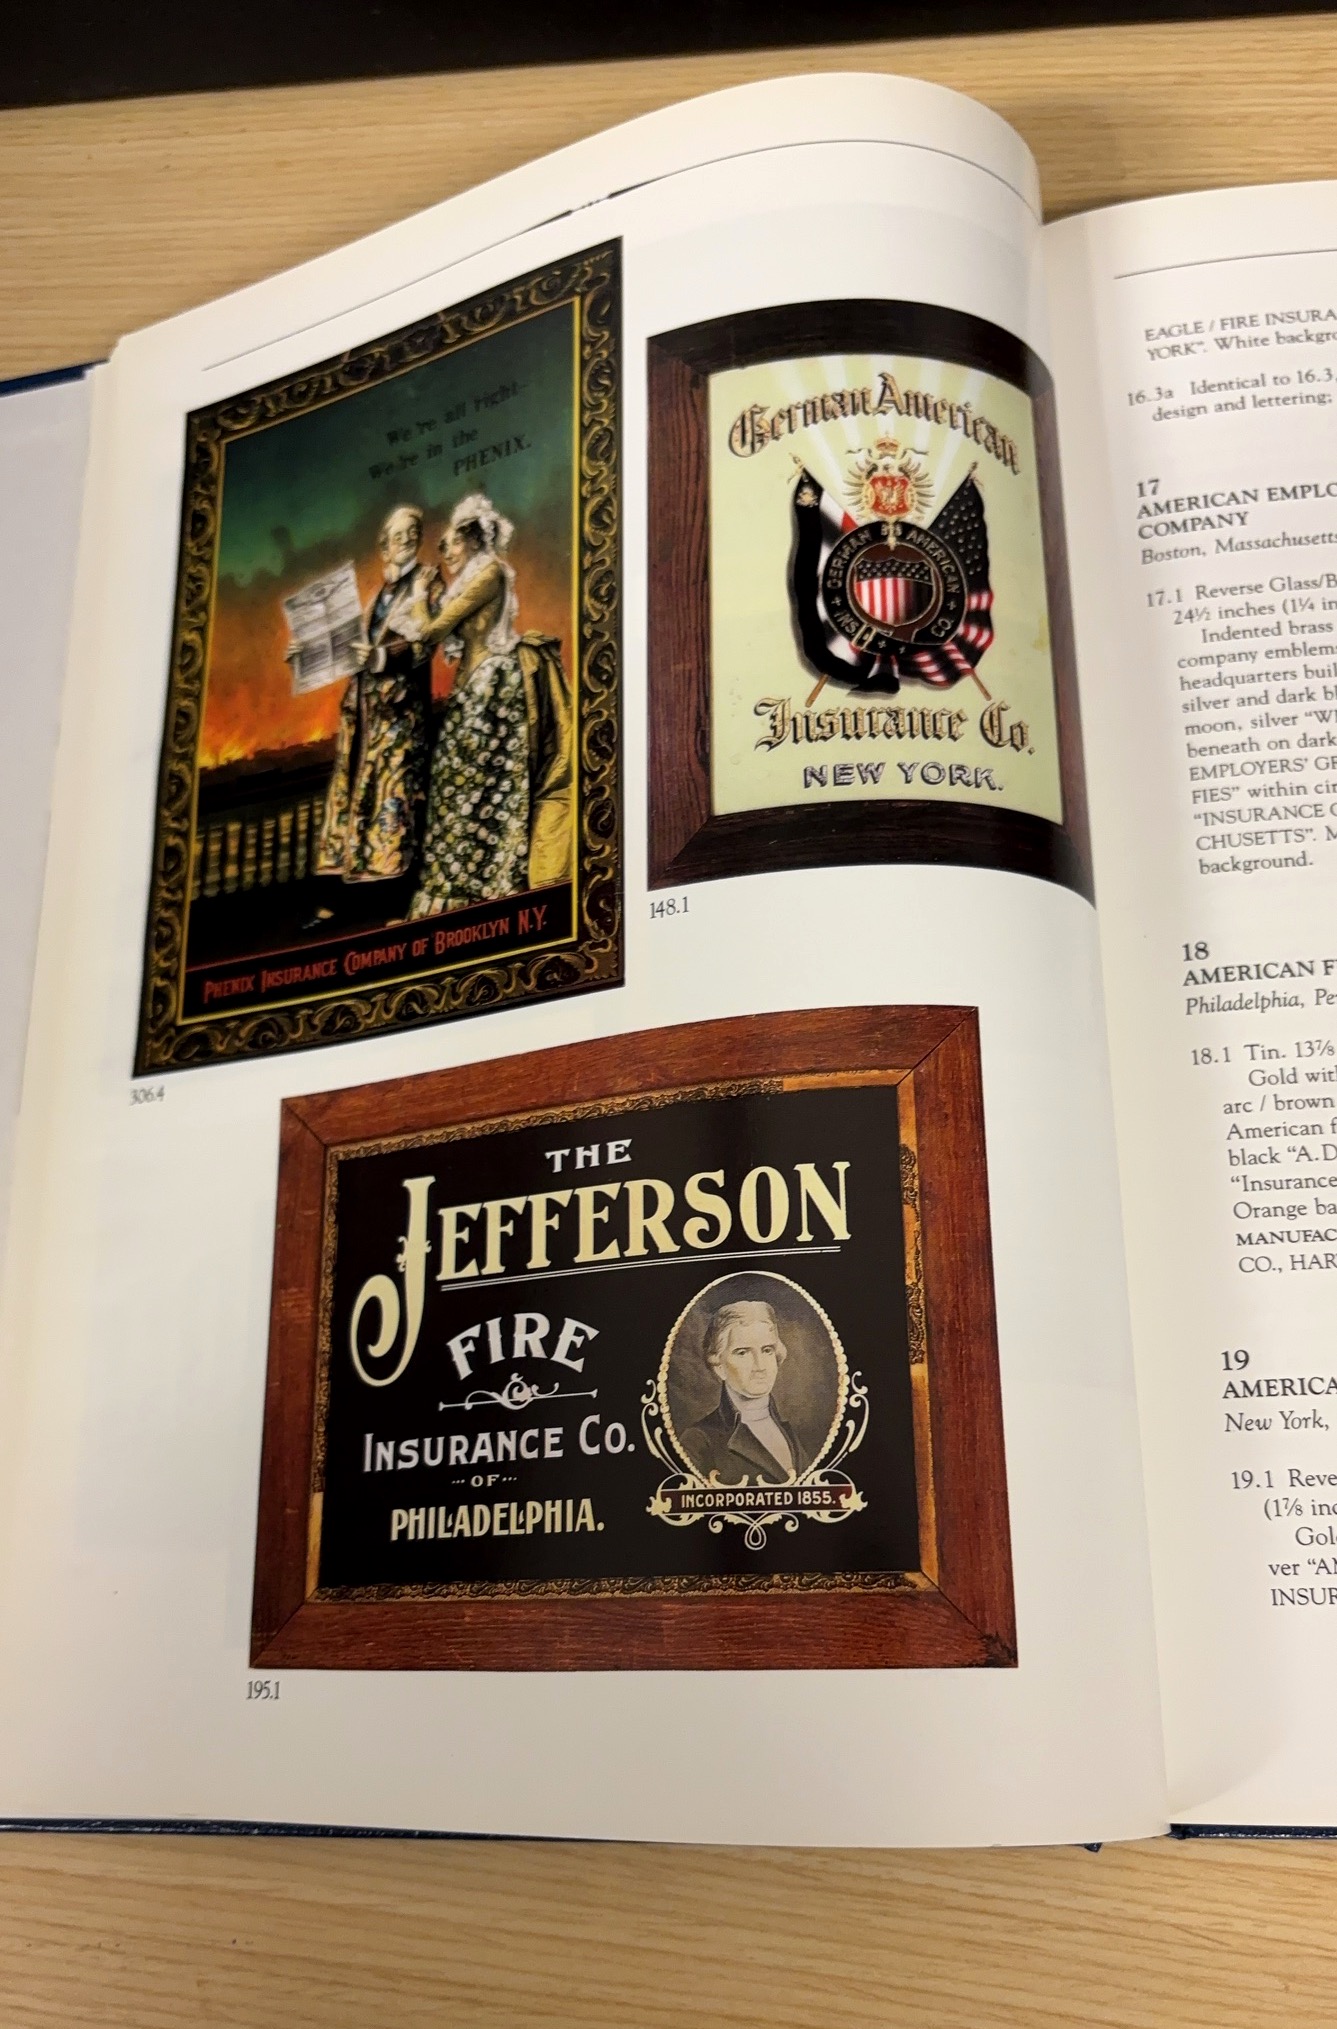 We're all right—
We're in the
PHENIX.
PHENIX INSURANCE COMPANY OF BROOKLYN N.Y.
306.4
German American
GERMAN AMERICAN
INS. CO.
Insurance Co.
NEW YORK.
148.1
THE
JEFFERSON
FIRE
INSURANCE CO.
OF
PHILADELPHIA.
INCORPORATED 1855.
195.1
EAGLE / FIRE INSURA
YORK”. White backgro
16.3a Identical to 16.3,
design and lettering;
17
AMERICAN EMPLO
COMPANY
Boston, Massachusetts
17.1 Reverse Glass/B
24½ inches (1¼ in
Indented brass
company emblem
headquarters buil
silver and dark bl
moon, silver “W
beneath on dark
EMPLOYERS' GR
FIES” within cir
“INSURANCE C
CHUSETTS”. M
background.
18
AMERICAN F
Philadelphia, Pe
18.1 Tin. 13⅞
Gold with
arc / brown
American f
black “A.D
“Insurance
Orange ba
MANUFAC
CO., HAR
19
AMERICA
New York,
19.1 Reve
(1⅞ inc
Gol
ver “A
INSUR